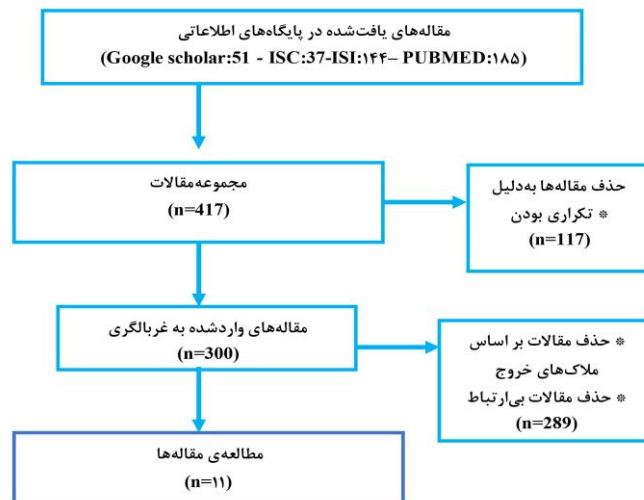 مقاله‌های یافت‌شده در پایگاه‌های اطلاعاتی
(Google scholar:51 - ISC:37-ISI:۱۴۴– PUBMED:۱۸۵)
مجموعه‌مقالات
(n=417)
حذف مقاله‌ها به‌دلیل
* تکراری بودن
(n=117)
مقاله‌های واردشده به غربالگری
(n=300)
* حذف مقالات بر اساس
ملاک‌های خروج
* حذف مقالات بی‌ارتباط
(n=289)
مطالعه‌ی مقاله‌ها
(n=۱۱)